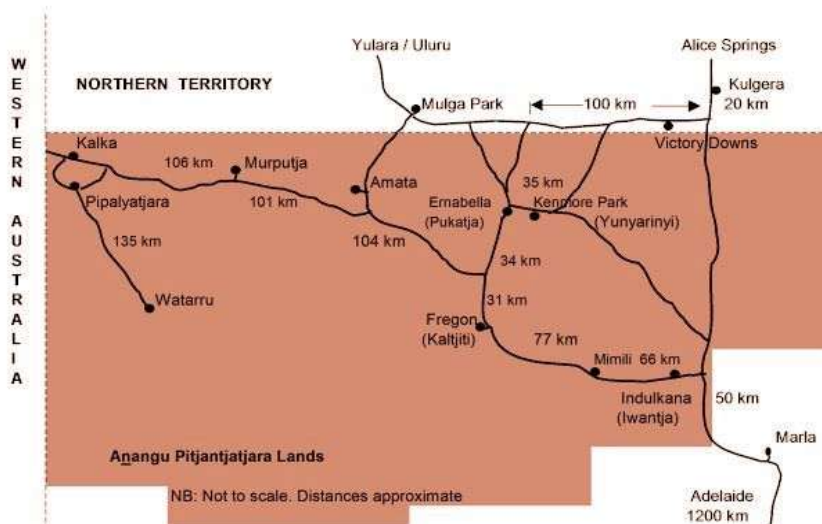 Yulara / Uluru
Alice Springs
WESTERN AUSTRALIA
NORTHERN TERRITORY
Kulgera
Mulga Park
100 km
20 km
Kalka
Victory Downs
106 km
Murputja
Amata
35 km
Pipalyatjara
101 km
Ernabella
(Pukatja)
Kenmore Park
(Yunyarinyi)
104 km
135 km
34 km
Watarru
31 km
Fregon
(Kaltjiti)
77 km
Mimili
66 km
Indulkana
(Iwantja)
50 km
Marla
Anangu Pitjantjatjara Lands
NB: Not to scale. Distances approximate
Adelaide
1200 km